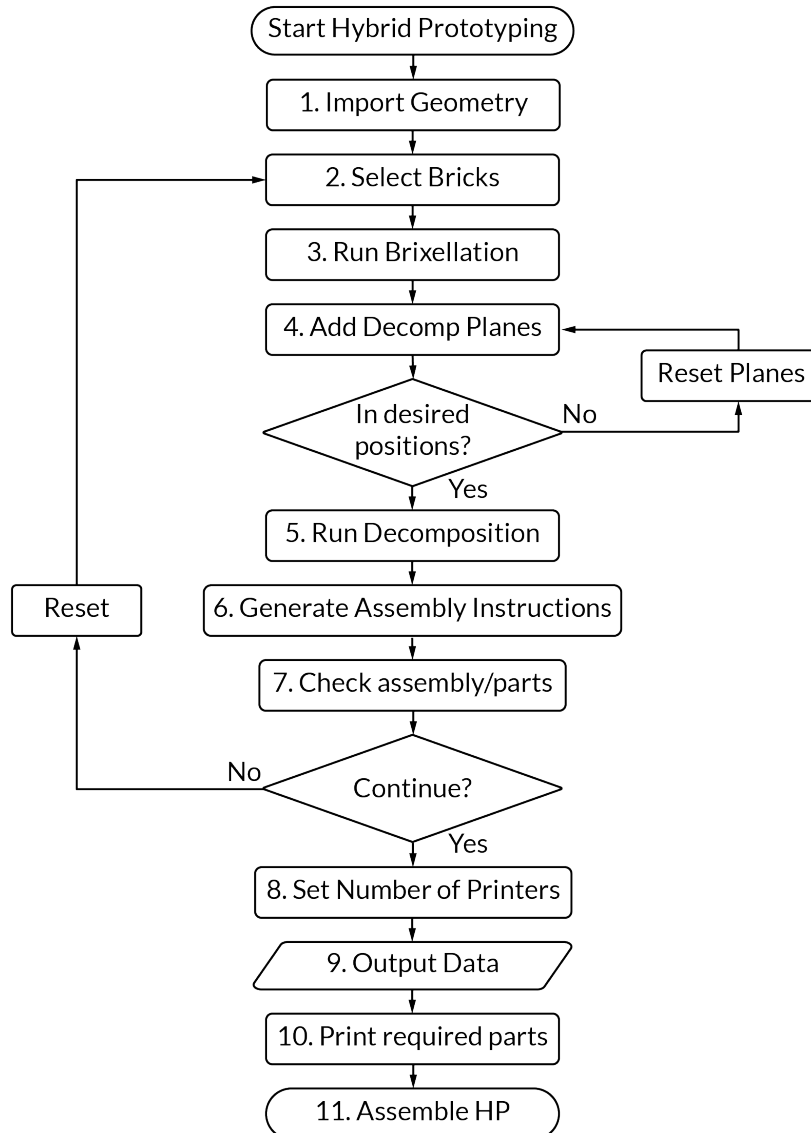 Start Hybrid Prototyping
1. Import Geometry
2. Select Bricks
3. Run Brixellation
4. Add Decomp Planes
Reset Planes
In desired
positions?
No
Yes
5. Run Decomposition
Reset
6. Generate Assembly Instructions
7. Check assembly/parts
No
Continue?
Yes
8. Set Number of Printers
9. Output Data
10. Print required parts
11. Assemble HP